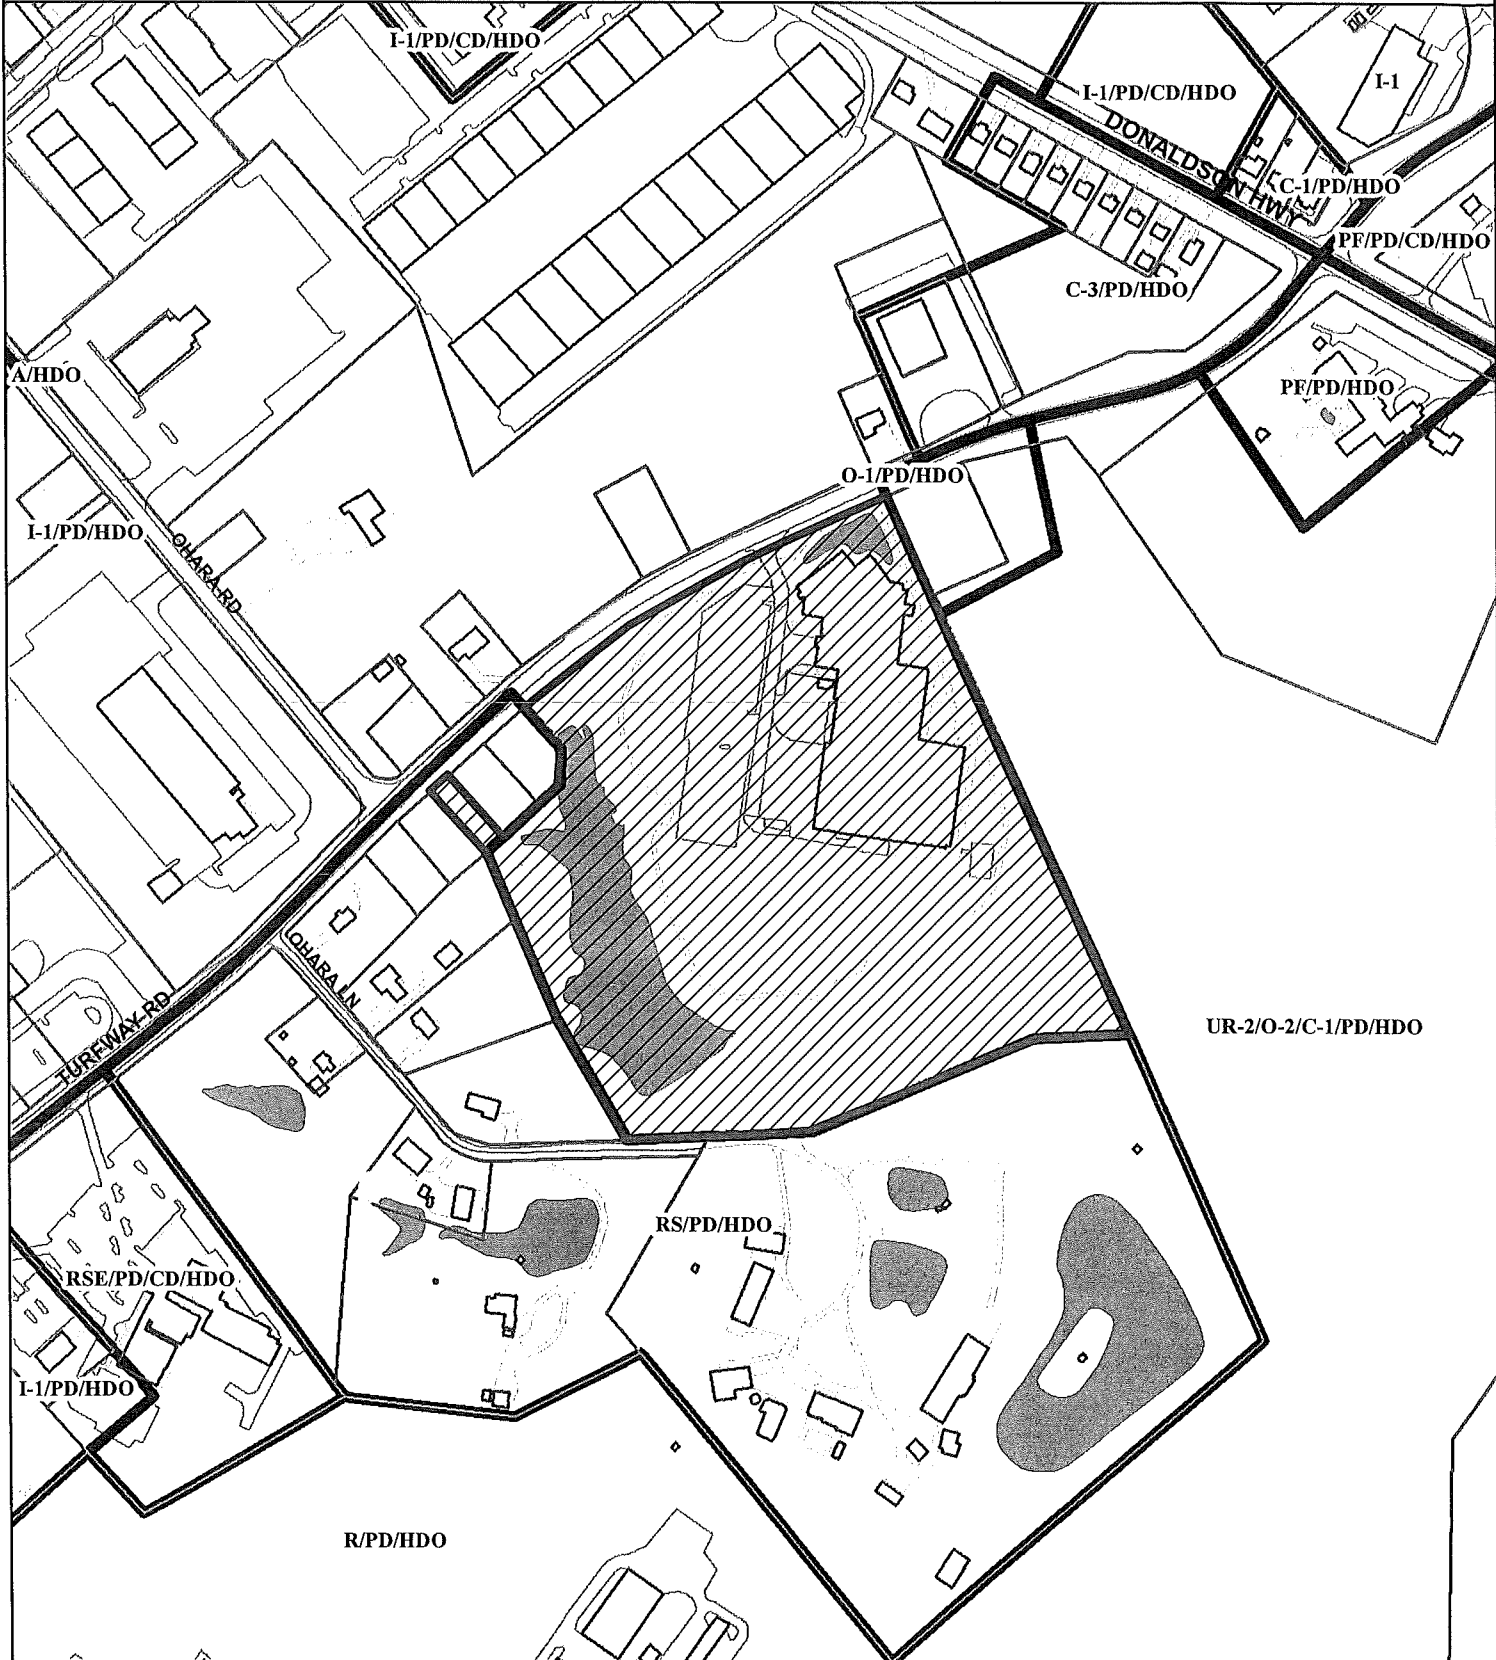 I-1/PD/CD/HDO
I-1
I-1/PD/CD/HDO
DONALDSON HWY
C-1/PD/HDO
PF/PD/CD/HDO
C-3/PD/HDO
A/HDO
PF/PD/HDO
O-1/PD/HDO
I-1/PD/HDO
OHARA RD
OHARA LN
TURFWAY RD
UR-2/O-2/C-1/PD/HDO
RS/PD/HDO
RSE/PD/CD/HDO
I-1/PD/HDO
R/PD/HDO